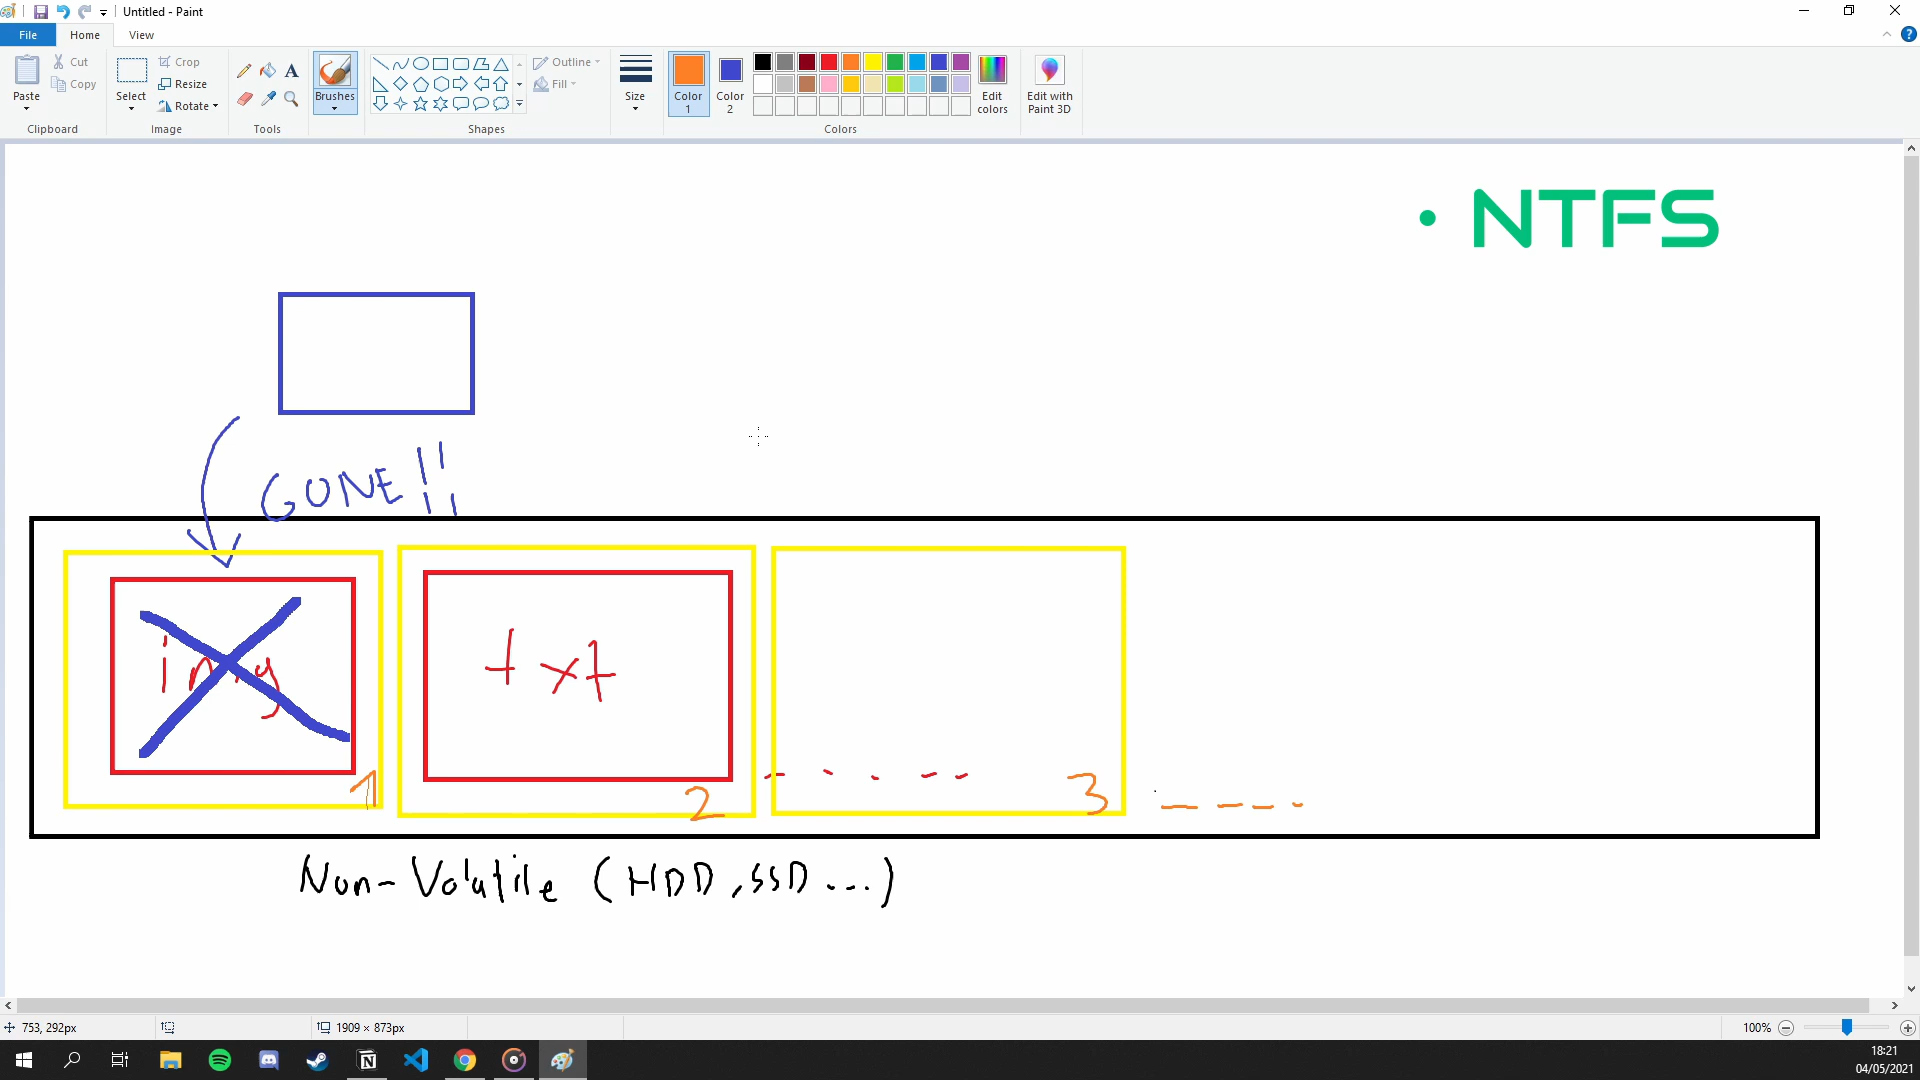 Untitled - Paint
File Home View
Paste
Cut
Copy
Clipboard
Select
Crop
Resize
Rotate
Image
Tools
Brushes
Outline
Fill
Shapes
Size
Color 1
Color 2
Edit colors
Colors
Edit with Paint 3D
• NTFS
GONE!!
img
txt
1
2
3
Non-Volatile (HDD, SSD...)
753, 292px
1909 × 873px
100%
18:21
04/05/2021